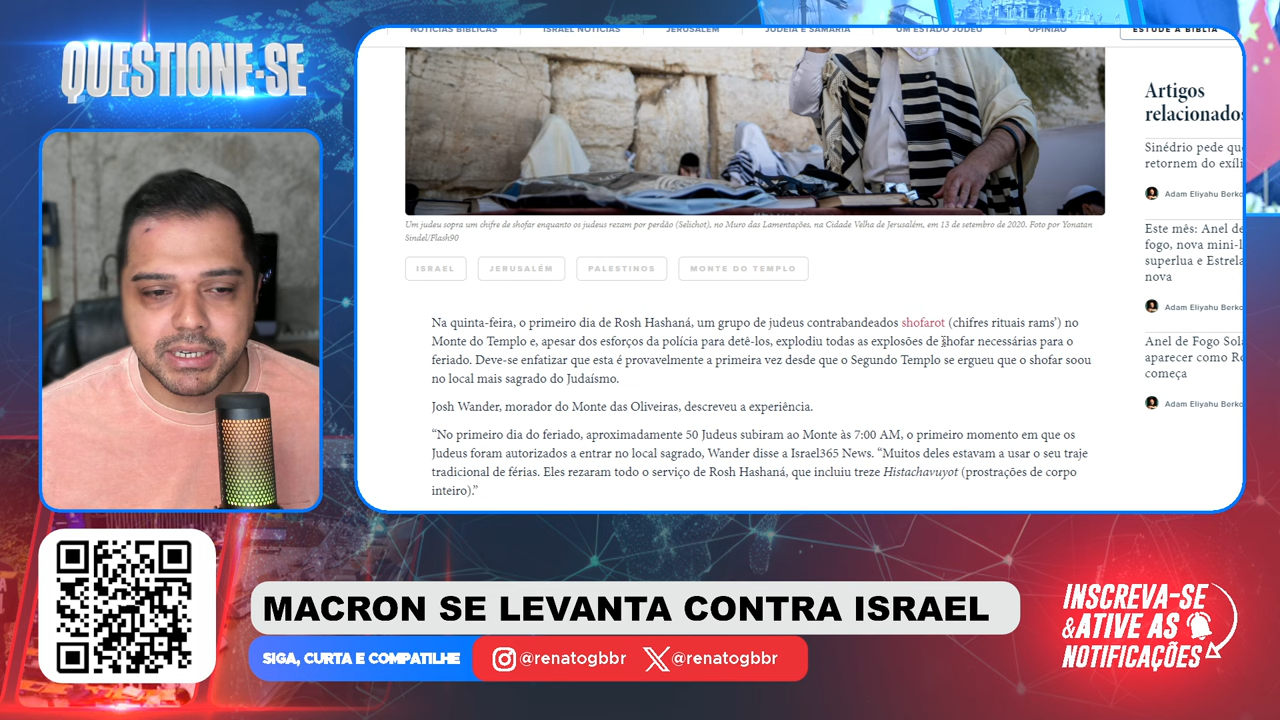 QUESTIONE-SE
NOTÍCIAS BÍBLICAS
ISRAEL NOTÍCIAS
JERUSALÉM
JUDÉIA E SAMARIA
UM ESTADO JUDEU
OPINIÃO
ESTUDE A BÍBLIA
Um judeu sopra um chifre de shofar enquanto os judeus rezam por perdão (Selichot), no Muro das Lamentações, na Cidade Velha de Jerusalém, em 13 de setembro de 2020. Foto por Yonatan
Sindel/Flash90
ISRAEL
JERUSALÉM
PALESTINOS
MONTE DO TEMPLO
Na quinta-feira, o primeiro dia de Rosh Hashaná, um grupo de judeus contrabandeados shofarot (chifres rituais rams') no
Monte do Templo e, apesar dos esforços da polícia para detê-los, explodiu todas as explosões de shofar necessárias para o
feriado. Deve-se enfatizar que esta é provavelmente a primeira vez desde que o Segundo Templo se ergueu que o shofar soou
no local mais sagrado do Judaísmo.
Josh Wander, morador do Monte das Oliveiras, descreveu a experiência.
“No primeiro dia do feriado, aproximadamente 50 Judeus subiram ao Monte às 7:00 AM, o primeiro momento em que os
Judeus foram autorizados a entrar no local sagrado, Wander disse a Israel365 News. “Muitos deles estavam a usar o seu traje
tradicional de férias. Eles rezaram todo o serviço de Rosh Hashaná, que incluiu treze Histachavuyot (prostrações de corpo
inteiro).”
Artigos
relacionados
Sinédrio pede que
retornem do exíli
Adam Eliyahu Berko
Este mês: Anel de
fogo, nova mini-l
superlua e Estrela
nova
Adam Eliyahu Berko
Anel de Fogo Sol
aparecer como Ro
começa
Adam Eliyahu Berko
MACRON SE LEVANTA CONTRA ISRAEL
SIGA, CURTA E COMPATILHE
@renatogbbr
@renatogbbr
INSCREVA-SE
&ATIVE AS
NOTIFICAÇÕES